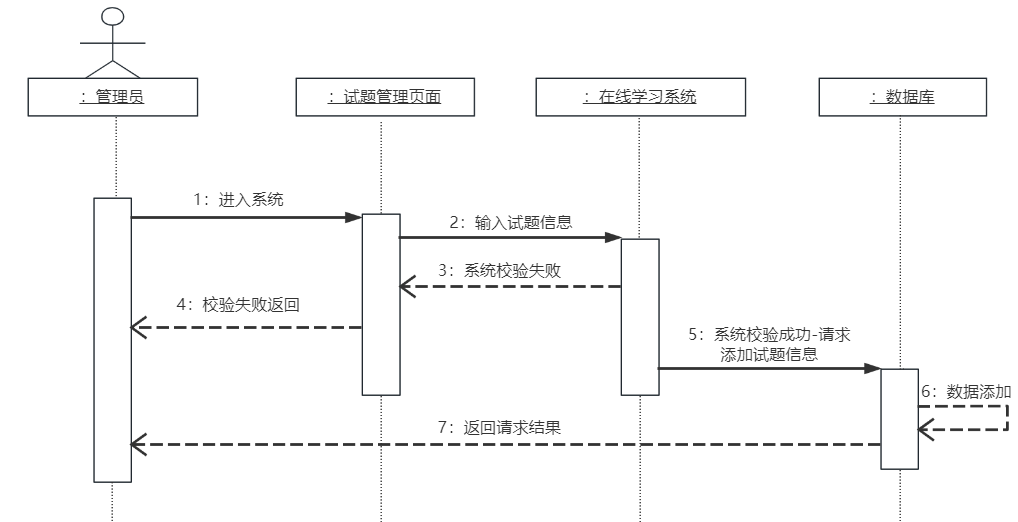 ：管理员
：试题管理页面
：在线学习系统
：数据库
1：进入系统
2：输入试题信息
3：系统校验失败
4：校验失败返回
5：系统校验成功-请求
添加试题信息
6：数据添加
7：返回请求结果